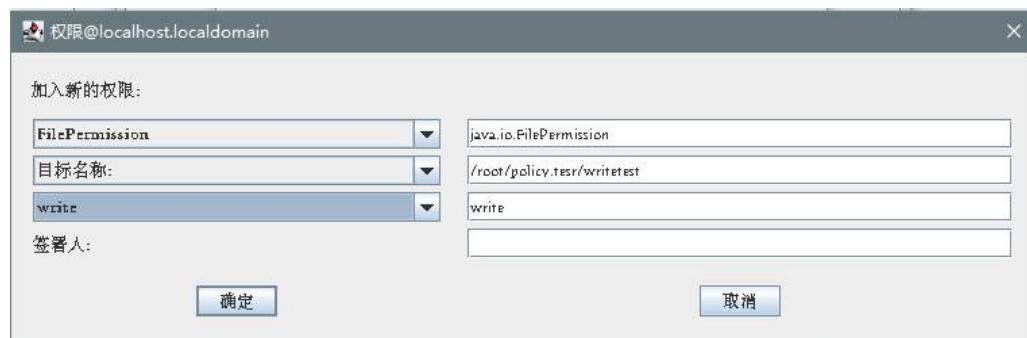 权限@localhost.localdomain
加入新的权限:
FilePermission java.io.FilePermission
目标名称: /root/policy.tesr/writetest
write write
签署人:
确定 取消